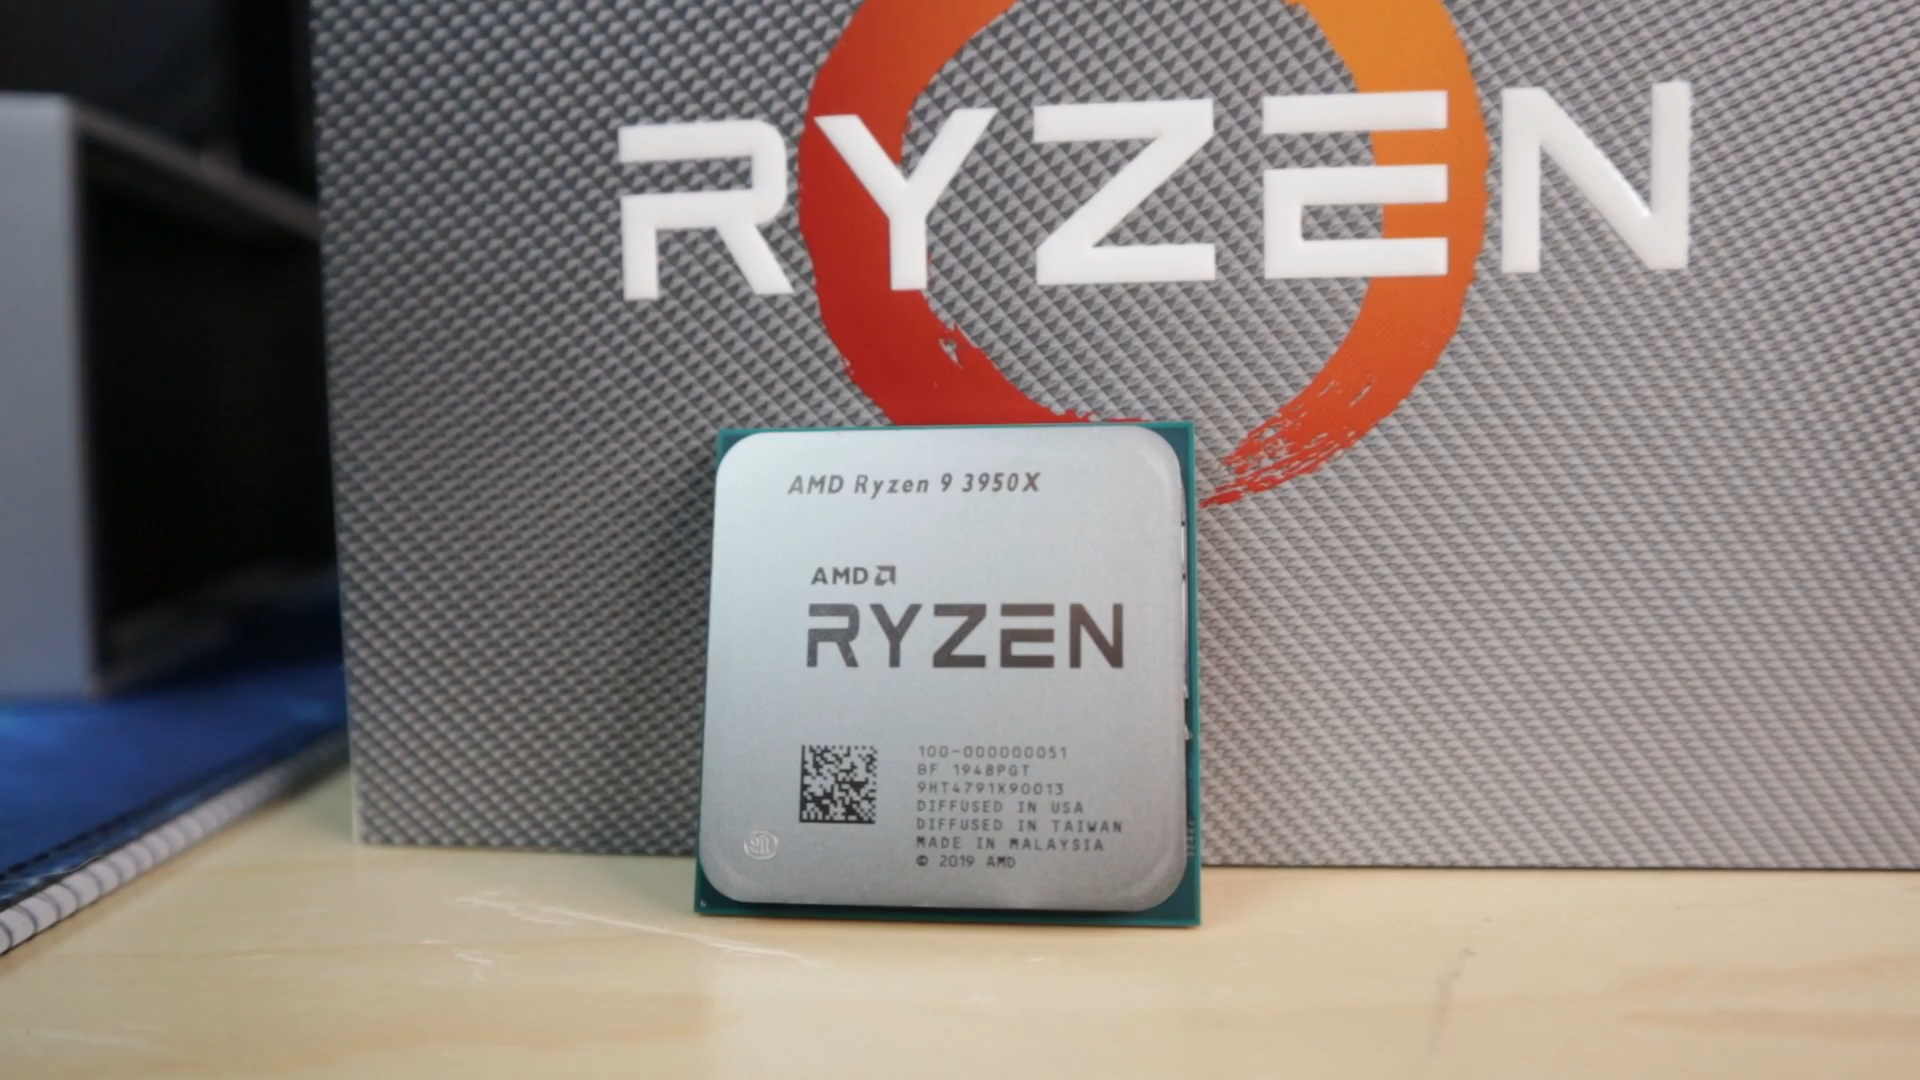 RYZEN
AMD Ryzen 9 3950X
AMD
RYZEN
100-000000051
BF 1948PGT
9HT4791X90013
DIFFUSED IN USA
DIFFUSED IN TAIWAN
MADE IN MALAYSIA
© 2019 AMD